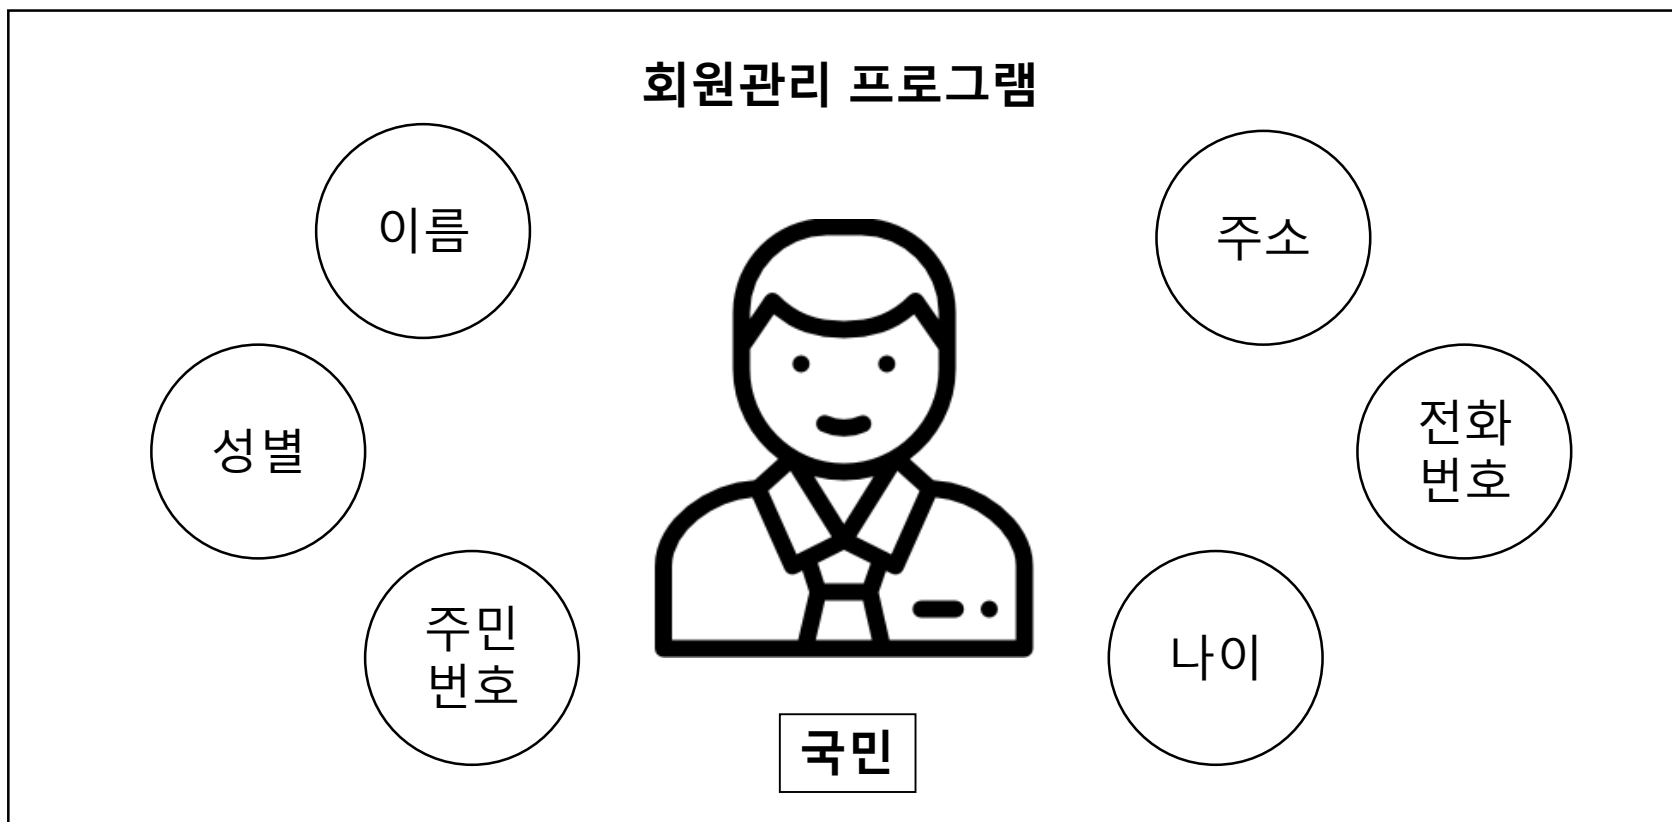 회원관리 프로그램
이름
주소
성별
전화
번호
주민
번호
나이
국민